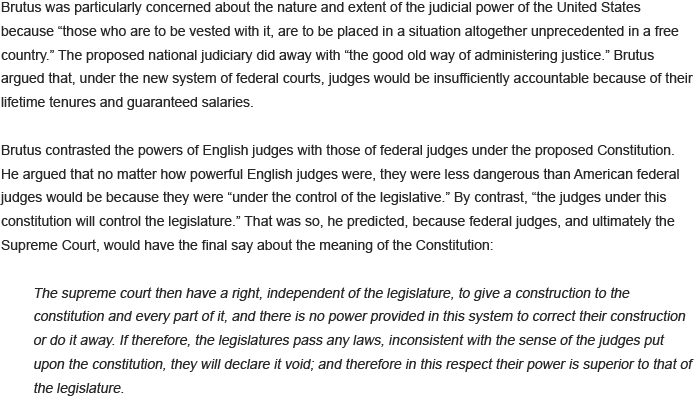 Brutus was particularly concerned about the nature and extent of the judicial power of the United States
because “those who are to be vested with it, are to be placed in a situation altogether unprecedented in a free
country.” The proposed national judiciary did away with “the good old way of administering justice.” Brutus
argued that, under the new system of federal courts, judges would be insufficiently accountable because of their
lifetime tenures and guaranteed salaries.
Brutus contrasted the powers of English judges with those of federal judges under the proposed Constitution.
He argued that no matter how powerful English judges were, they were less dangerous than American federal
judges would be because they were “under the control of the legislative.” By contrast, “the judges under this
constitution will control the legislature.” That was so, he predicted, because federal judges, and ultimately the
Supreme Court, would have the final say about the meaning of the Constitution:
The supreme court then have a right, independent of the legislature, to give a construction to the
constitution and every part of it, and there is no power provided in this system to correct their construction
or do it away. If therefore, the legislatures pass any laws, inconsistent with the sense of the judges put
upon the constitution, they will declare it void; and therefore in this respect their power is superior to that of
the legislature.